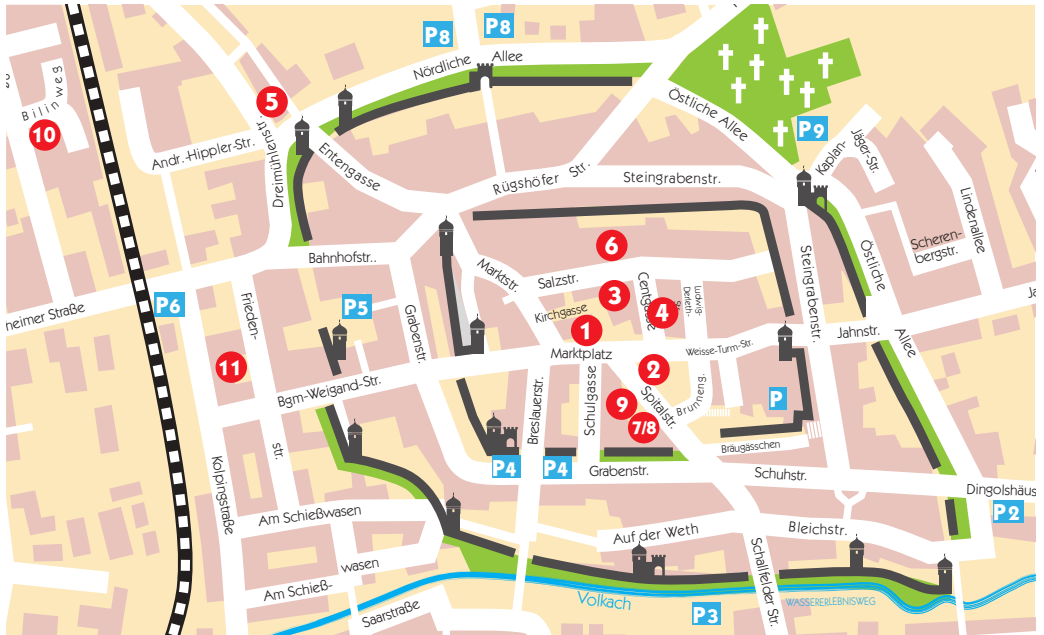 P8
P8
Nördliche Allee
Bilinweg
10
5
Andr.-Hippler-Str.
Dreimühlenstr.
Entengasse
Östliche Allee
P9
Kaplan-
Jäger-Str.
Rügshöfer Str.
Steingrabenstr.
Lindenallee
Scheren-
bergstr.
Östliche Allee
Steingrabenstr.
Bahnhofstr..
Marktstr.
6
Salzstr.
Centgasse
Ludwig-
Derleth-
Str.
3
Kirchgasse
4
1
P6
neimer Straße
Frieden-
str.
P5
Grabenstr.
Marktplatz
Weisse-Turm-Str.
Jahnstr.
Ja
11
Bgm-Weigand-Str.
2
Breslauerstr.
Schulgasse
9
Spitalstr.
Brunneng.
7/8
P
Bräugässchen
P4
P4
Grabenstr.
Schuhstr.
Dingolshäus
P2
Kolpingstraße
Am Schießwasen
Auf der Weth
Bleichstr.
Schallfelder Str.
Am Schieß-
wasen
Saarstraße
Volkach
P3
WASSERERLEBNISWEG